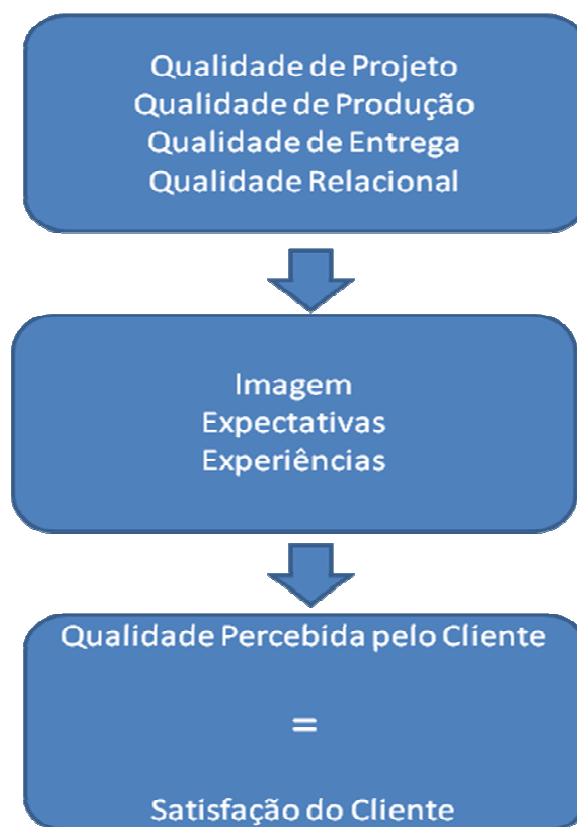 Qualidade de Projeto
Qualidade de Produção
Qualidade de Entrega
Qualidade Relacional
Imagem
Expectativas
Experiências
Qualidade Percebida pelo Cliente
=
Satisfação do Cliente